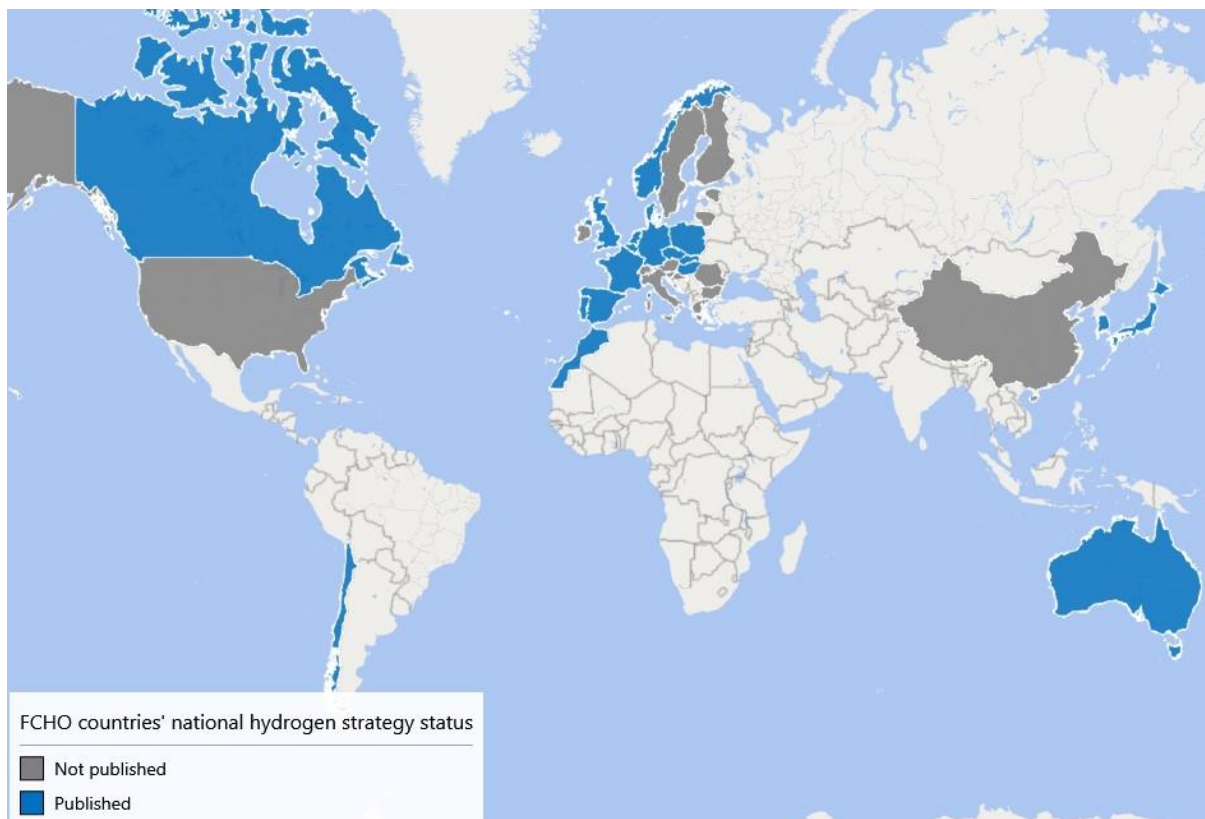 FCHO countries' national hydrogen strategy status
Not published
Published